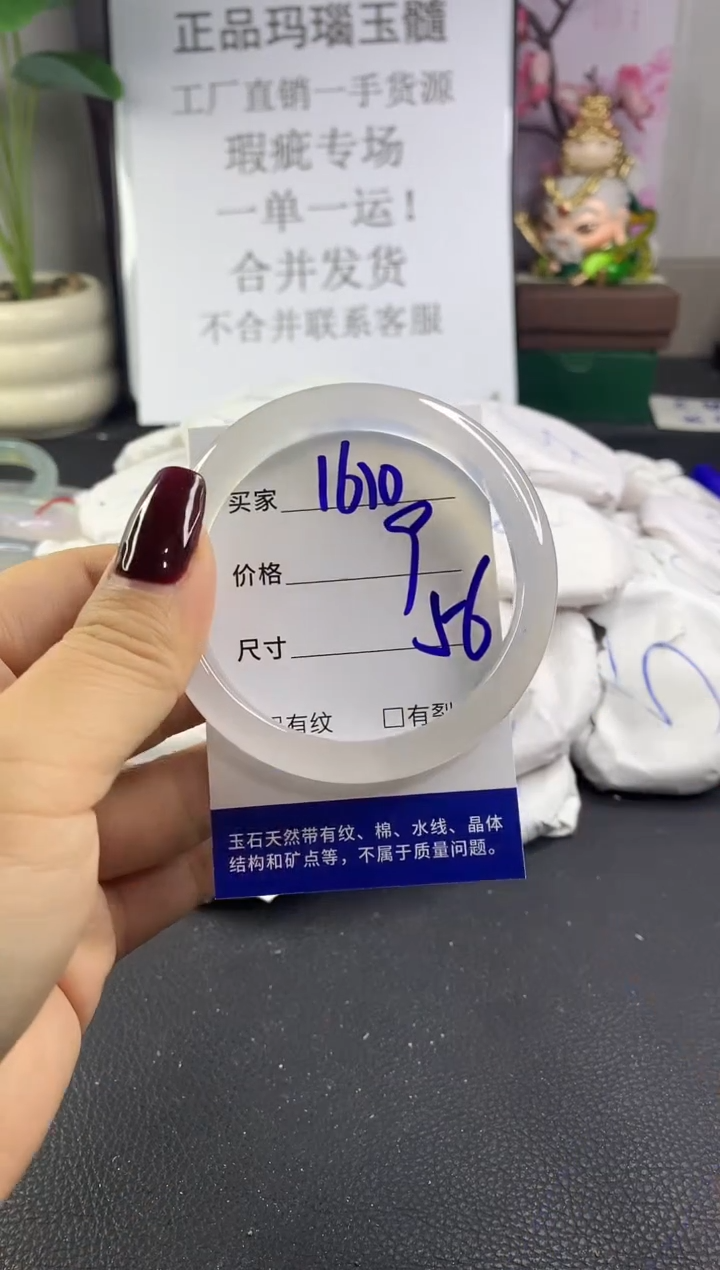 正品玛瑙玉髓
工厂直销一手货源
瑕疵专场
一单一运!
合并发货
不合并联系客服
买家 1610
价格
尺寸 56
有纹 □有裂
玉石天然带有纹、棉、水线、晶体
结构和矿点等，不属于质量问题。
5